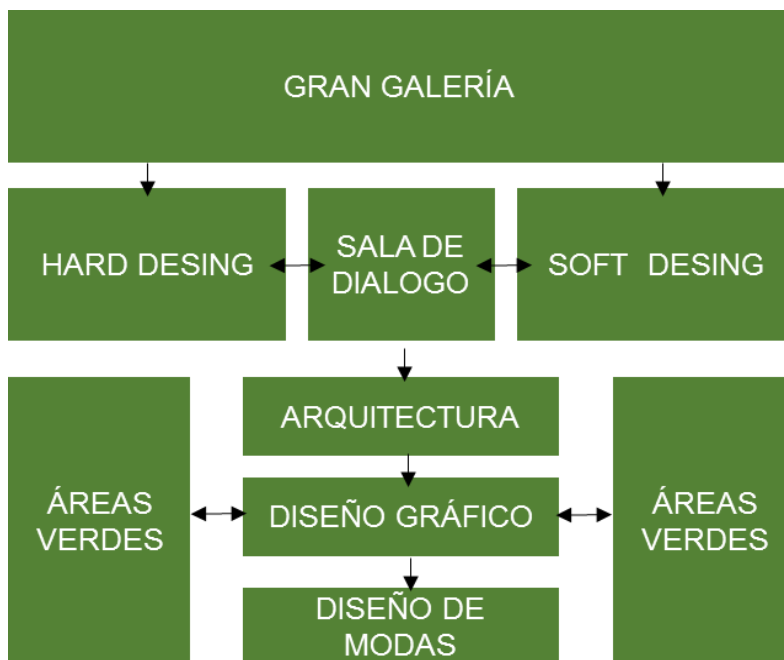 GRAN GALERÍA
HARD DESING
SALA DE
DIALOGO
SOFT DESING
ARQUITECTURA
ÁREAS
VERDES
DISEÑO GRÁFICO
ÁREAS
VERDES
DISEÑO DE
MODAS